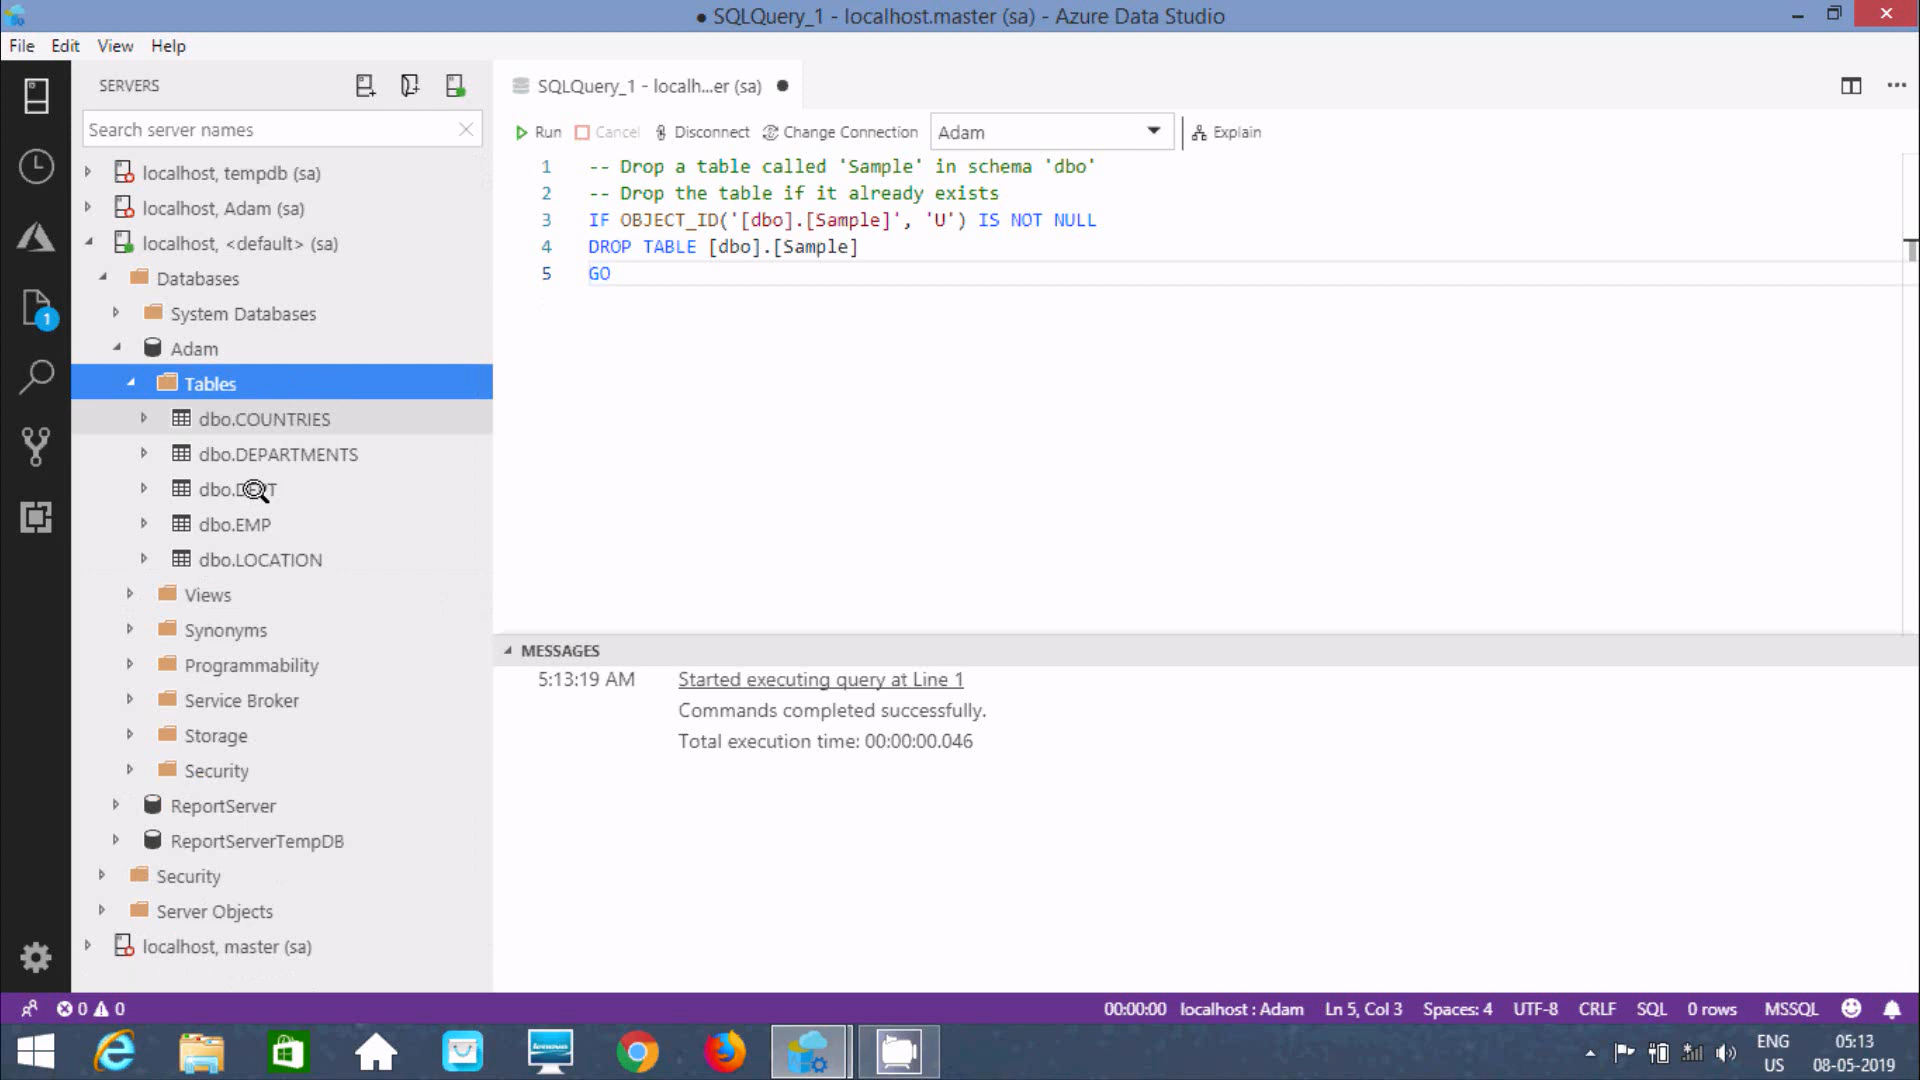 ● SQLQuery_1 - localhost.master (sa) - Azure Data Studio
File Edit View Help
SERVERS
Search server names
localhost, tempdb (sa)
localhost, Adam (sa)
localhost, <default> (sa)
Databases
System Databases
Adam
Tables
dbo.COUNTRIES
dbo.DEPARTMENTS
dbo.DEPT
dbo.EMP
dbo.LOCATION
Views
Synonyms
Programmability
Service Broker
Storage
Security
ReportServer
ReportServerTempDB
Security
Server Objects
localhost, master (sa)
1
SQLQuery_1 - localh...er (sa) ●
Run Cancel Disconnect Change Connection Adam Explain
1 -- Drop a table called 'Sample' in schema 'dbo'
2 -- Drop the table if it already exists
3 IF OBJECT_ID('[dbo].[Sample]', 'U') IS NOT NULL
4 DROP TABLE [dbo].[Sample]
5 GO
MESSAGES
5:13:19 AM Started executing query at Line 1
Commands completed successfully.
Total execution time: 00:00:00.046
0 0 00:00:00 localhost : Adam Ln 5, Col 3 Spaces: 4 UTF-8 CRLF SQL 0 rows MSSQL
ENG 05:13
US 08-05-2019